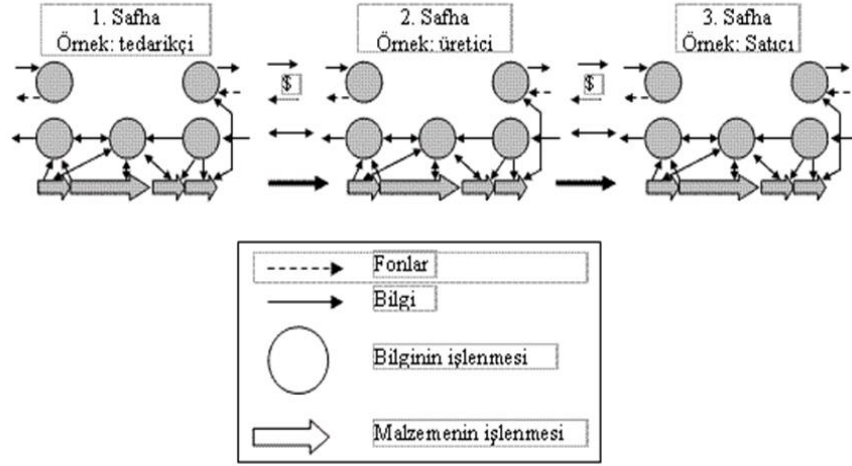 1. Safha
Örnek: tedarikçi
2. Safha
Örnek: üretici
3. Safha
Örnek: Satıcı
$
$
Fonlar
Bilgi
Bilginin işlenmesi
Malzemenin işlenmesi